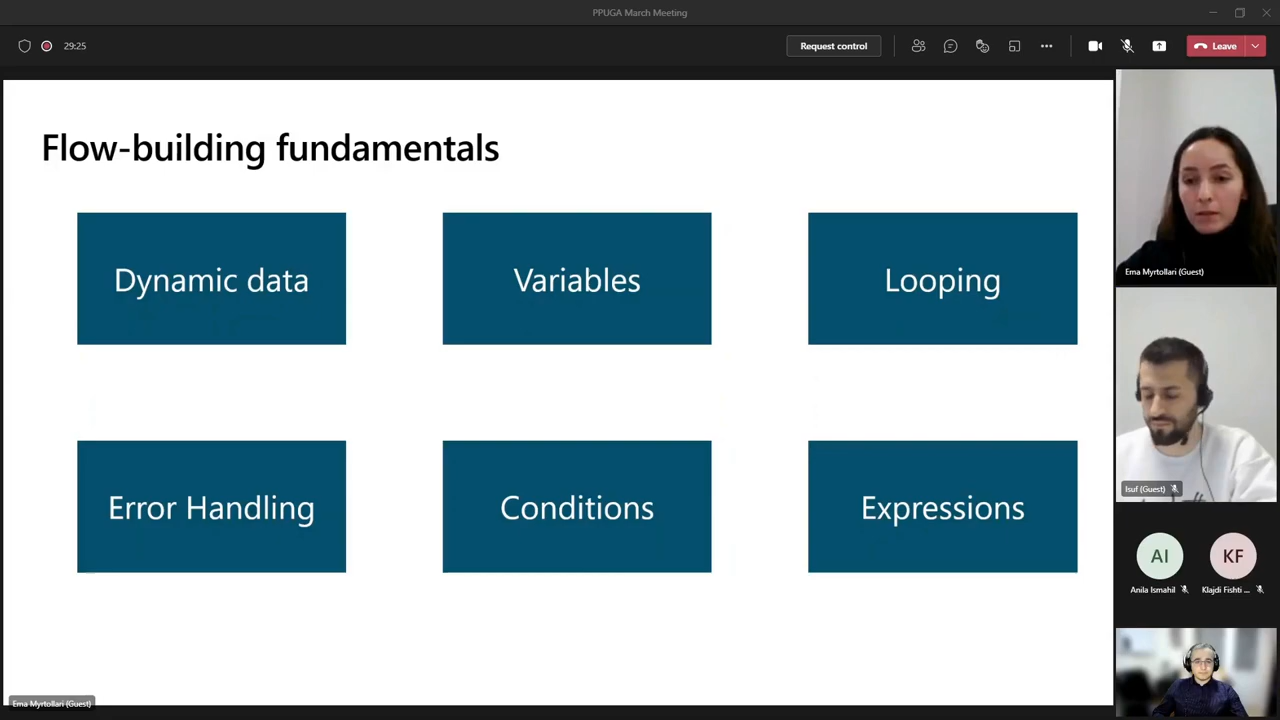 PPUGA March Meeting
29:25
Request control
Leave
Flow-building fundamentals
Dynamic data
Variables
Looping
Error Handling
Conditions
Expressions
Ema Myrtollari (Guest)
Ema Myrtollari (Guest)
Isuf (Guest)
AI
KF
Anila Ismahil
Klajdi Fishti ...